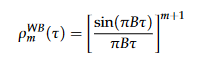 ρ_m^{WB}(τ) = [ sin(πBτ) / πBτ ]^{m+1}